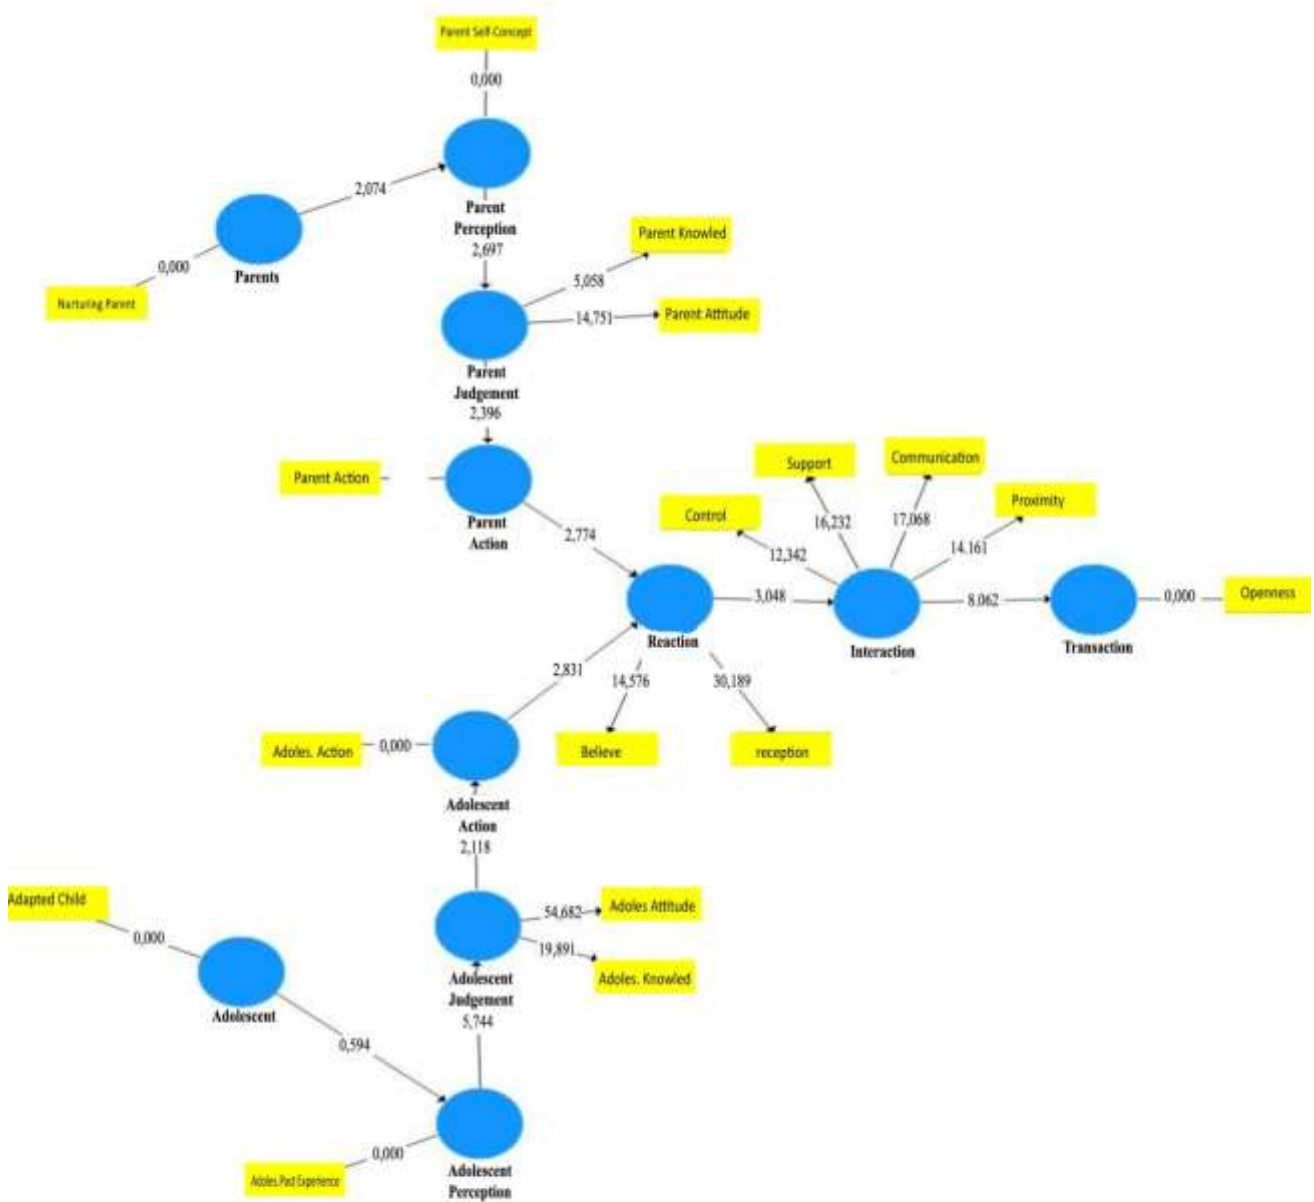 Parent Self-Concept
0,000
2,074
Parent
Perception
2,697
Parents
0,000
Nurturing Parent
Parent Knowled
5,058
14,751
Parent Attitude
Parent
Judgement
2,396
Parent Action
Parent
Action
2,774
Control
Support
Communication
Proximity
12,342
16,232
17,068
14.161
Reaction
3,048
Interaction
8.062
Transaction
0,000
Openness
14,576
30,189
Believe
reception
2,831
Adoles. Action
0,000
Adolescent
Action
2,118
Adapted Child
0,000
Adolescent
54,682
Adoles Attitude
19,891
Adoles. Knowled
Adolescent
Judgement
5,744
0,594
0,000
Adoles.Past Experience
Adolescent
Perception